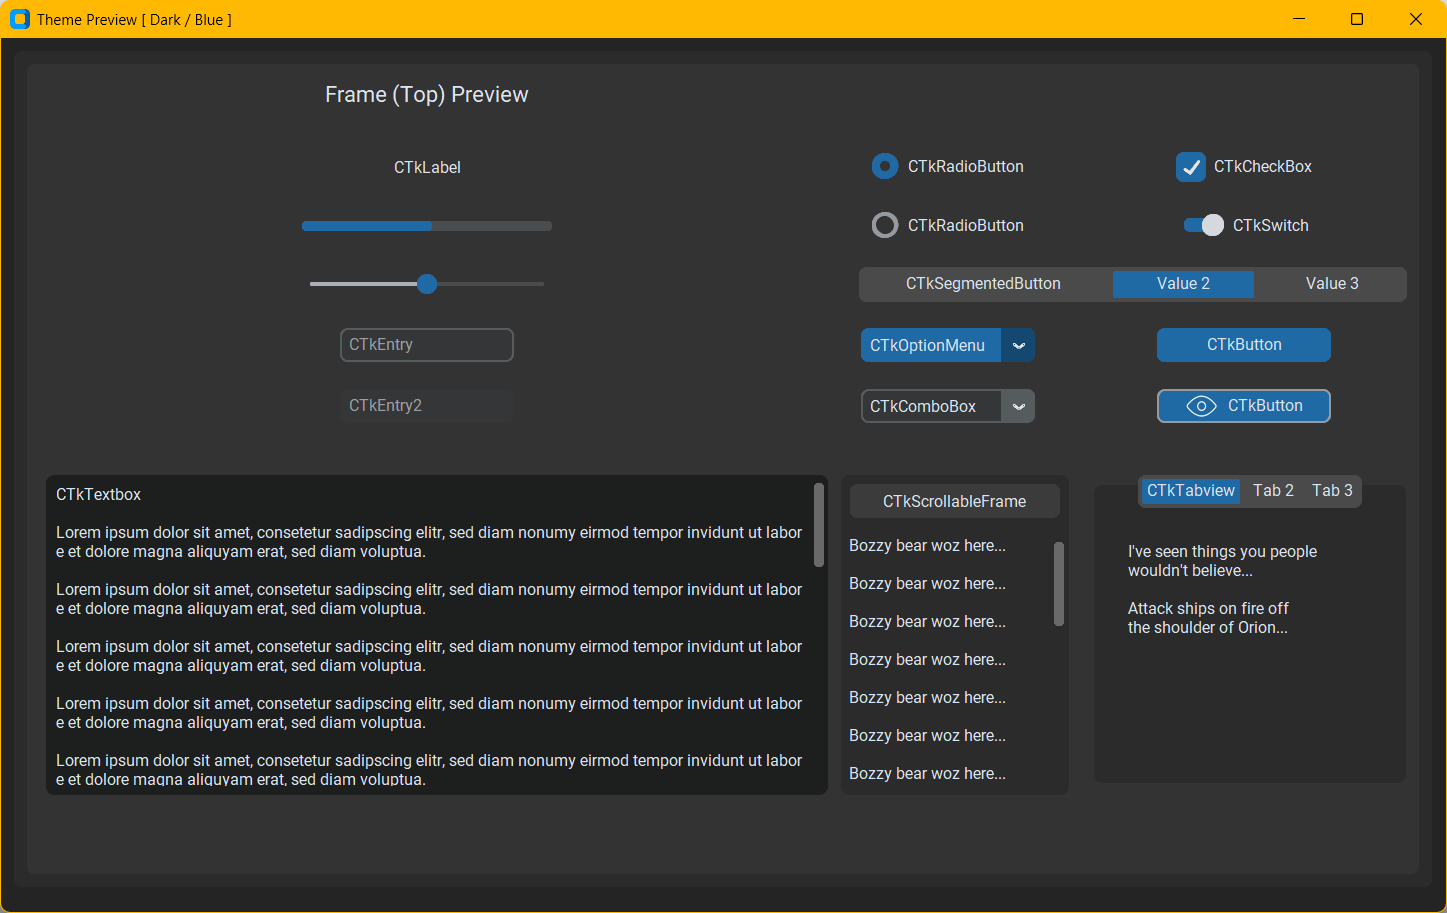 Theme Preview [ Dark / Blue ]
Frame (Top) Preview
CTkLabel
CTkRadioButton
CTkCheckBox
CTkRadioButton
CTkSwitch
CTkSegmentedButton Value 2 Value 3
CTkEntry
CTkOptionMenu
CTkButton
CTkEntry2
CTkComboBox
CTkButton
CTkTextbox
Lorem ipsum dolor sit amet, consetetur sadipscing elitr, sed diam nonumy eirmod tempor invidunt ut labor
e et dolore magna aliquyam erat, sed diam voluptua.
Lorem ipsum dolor sit amet, consetetur sadipscing elitr, sed diam nonumy eirmod tempor invidunt ut labor
e et dolore magna aliquyam erat, sed diam voluptua.
Lorem ipsum dolor sit amet, consetetur sadipscing elitr, sed diam nonumy eirmod tempor invidunt ut labor
e et dolore magna aliquyam erat, sed diam voluptua.
Lorem ipsum dolor sit amet, consetetur sadipscing elitr, sed diam nonumy eirmod tempor invidunt ut labor
e et dolore magna aliquyam erat, sed diam voluptua.
Lorem ipsum dolor sit amet, consetetur sadipscing elitr, sed diam nonumy eirmod tempor invidunt ut labor
e et dolore magna aliquyam erat, sed diam voluptua.
CTkScrollableFrame
Bozzy bear woz here...
Bozzy bear woz here...
Bozzy bear woz here...
Bozzy bear woz here...
Bozzy bear woz here...
Bozzy bear woz here...
Bozzy bear woz here...
CTkTabview Tab 2 Tab 3
I've seen things you people
wouldn't believe...
Attack ships on fire off
the shoulder of Orion...